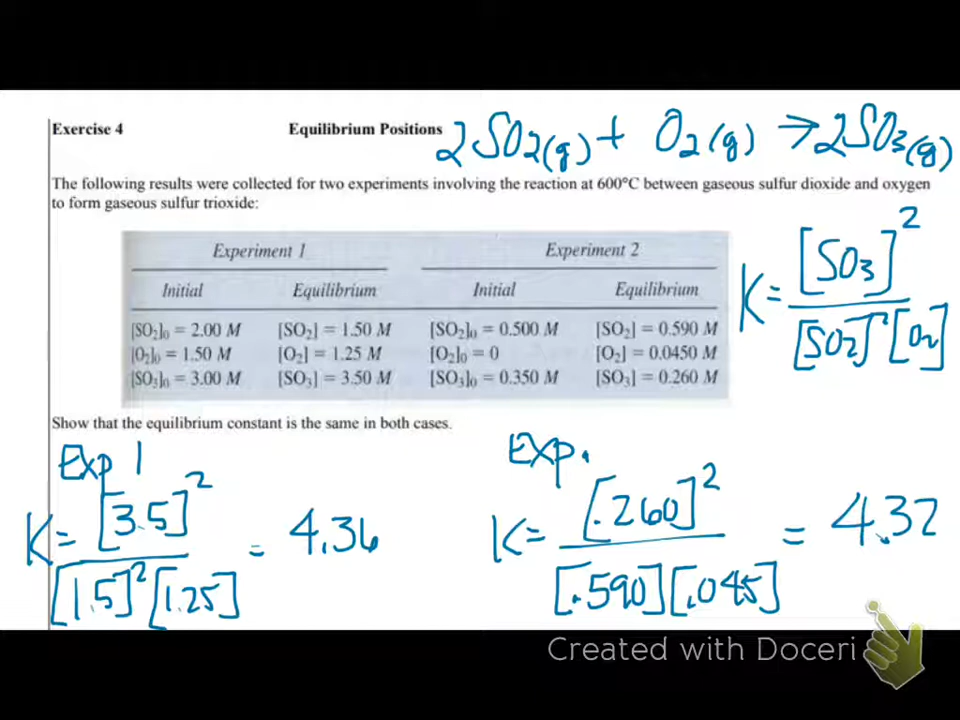 Exercise 4 Equilibrium Positions 2SO2(g) + O2(g) → 2SO3(g)
The following results were collected for two experiments involving the reaction at 600°C between gaseous sulfur dioxide and oxygen
to form gaseous sulfur trioxide:
Experiment 1 Experiment 2
Initial Equilibrium Initial Equilibrium
[SO2]0 = 2.00 M [SO2] = 1.50 M [SO2]0 = 0.500 M [SO2] = 0.590 M
[O2]0 = 1.50 M [O2] = 1.25 M [O2]0 = 0 [O2] = 0.0450 M
[SO3]0 = 3.00 M [SO3] = 3.50 M [SO3]0 = 0.350 M [SO3] = 0.260 M
K = [SO3]²
[SO2]² [O2]
Show that the equilibrium constant is the same in both cases.
Exp 1
K = [3.5]² = 4.36
[1.5]² [1.25]
Exp.
K = [.260]² = 4.32
[.590] [.045]
Created with Doceri